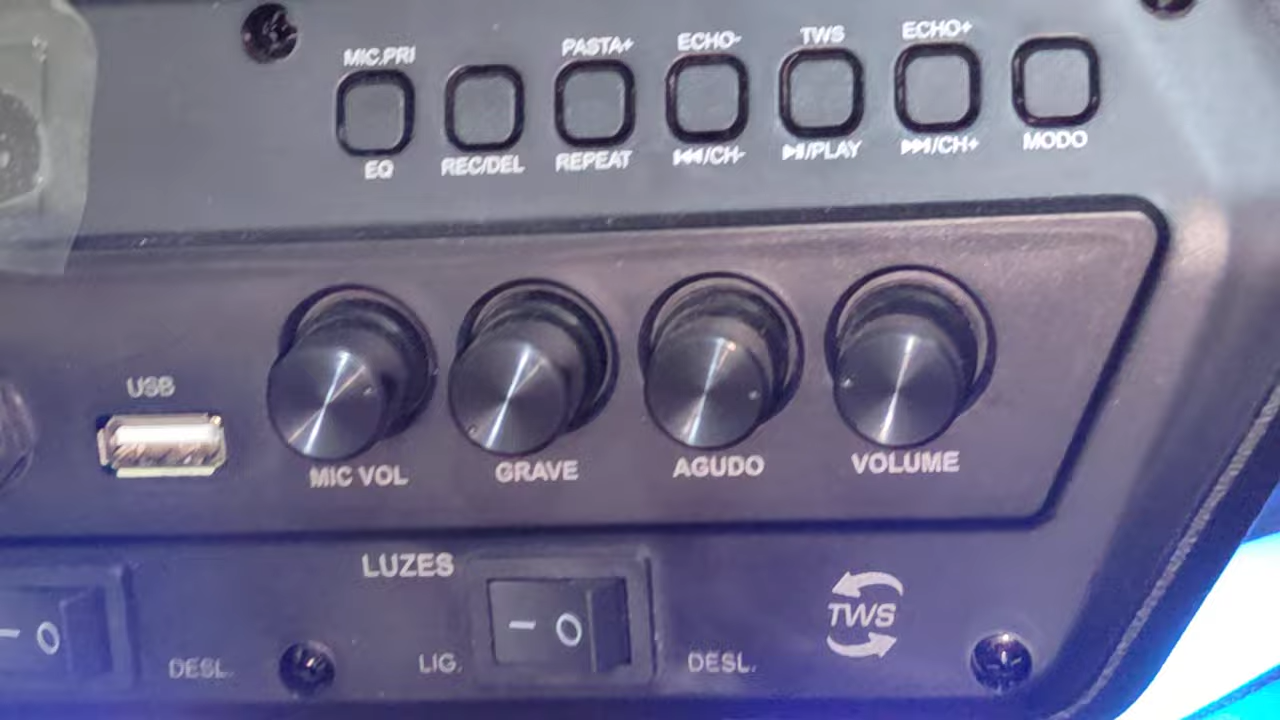 MIC.PRI PASTA+ ECHO- TWS ECHO+
EQ REC/DEL REPEAT ⏮/CH- ⏯/PLAY ⏭/CH+ MODO
USB
MIC VOL GRAVE AGUDO VOLUME
LUZES
– O – O TWS
DESL. LIG. DESL.